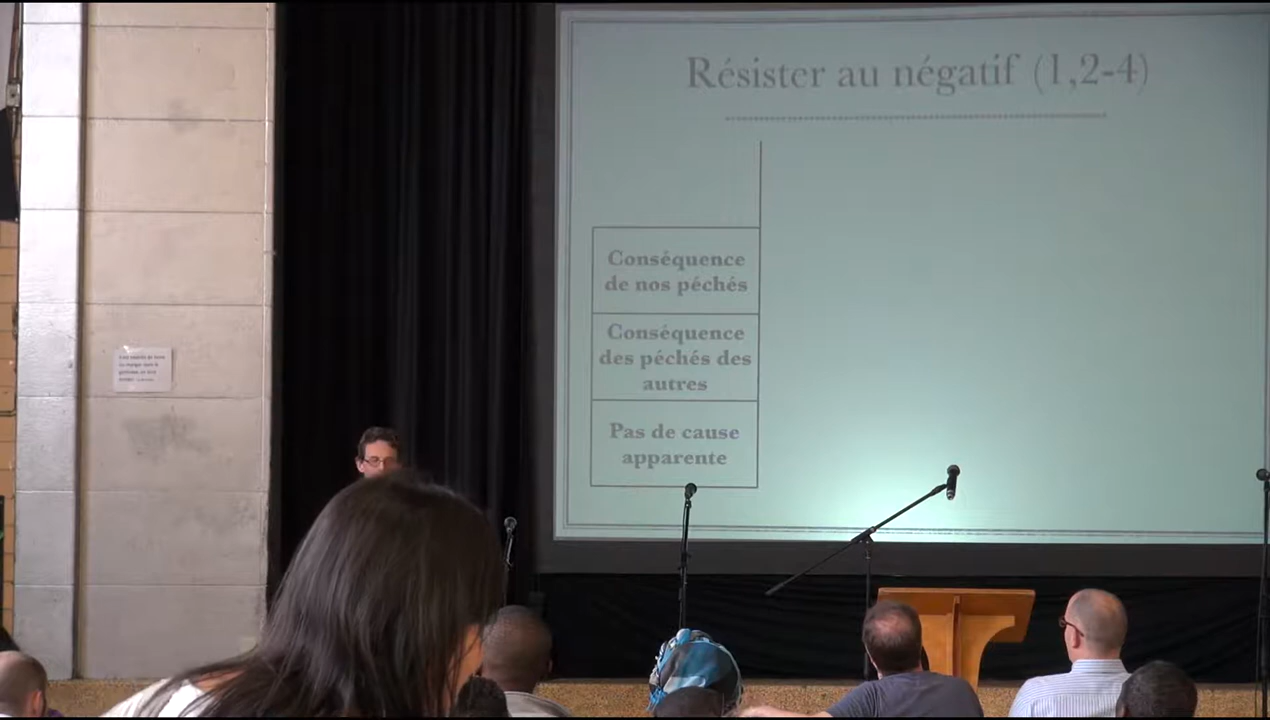 Résister au négatif (1,2-4)
Conséquence
de nos péchés
Conséquence
des péchés des
autres
Pas de cause
apparente